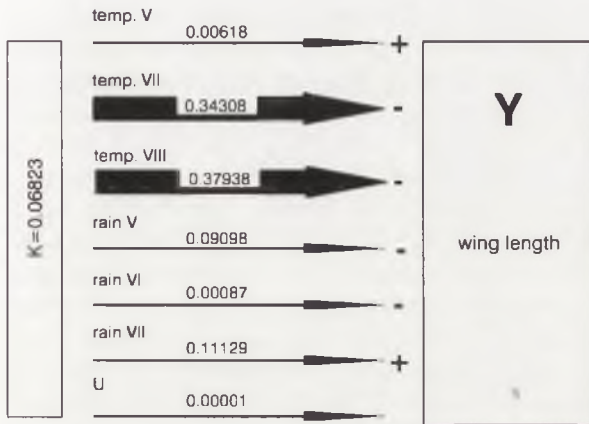 temp. V
0.00618
+
temp. VII
0.34308
-
temp. VIII
0.37938
-
rain V
0.09098
-
rain VI
0.00087
-
rain VII
0.11129
+
U
0.00001
K=0.06823
Y
wing length